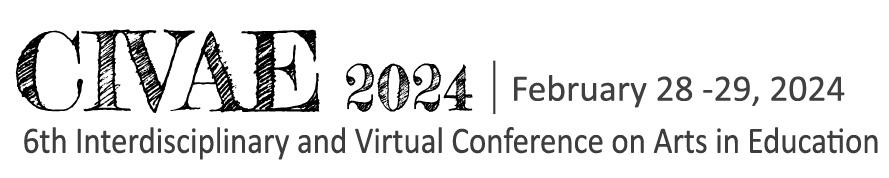 CIVAE 2024 | February 28 -29, 2024
6th Interdisciplinary and Virtual Conference on Arts in Education